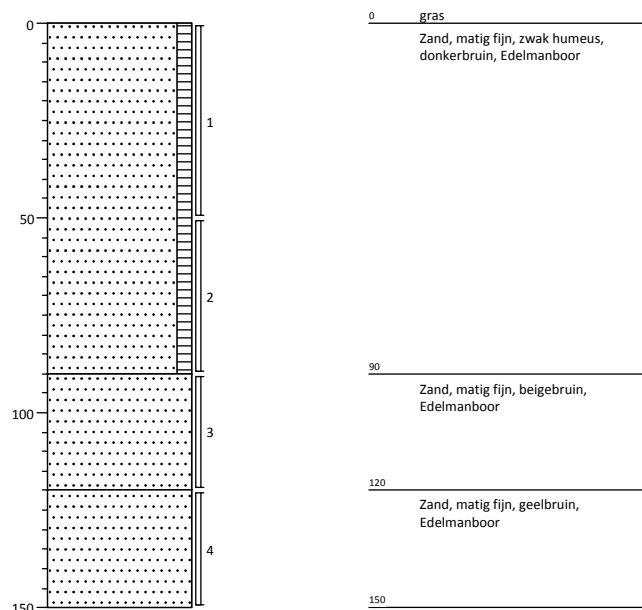 0
50
100
150
1
2
3
4
0 gras
Zand, matig fijn, zwak humeus,
donkerbruin, Edelmanboor
90
Zand, matig fijn, beigebruin,
Edelmanboor
120
Zand, matig fijn, geelbruin,
Edelmanboor
150